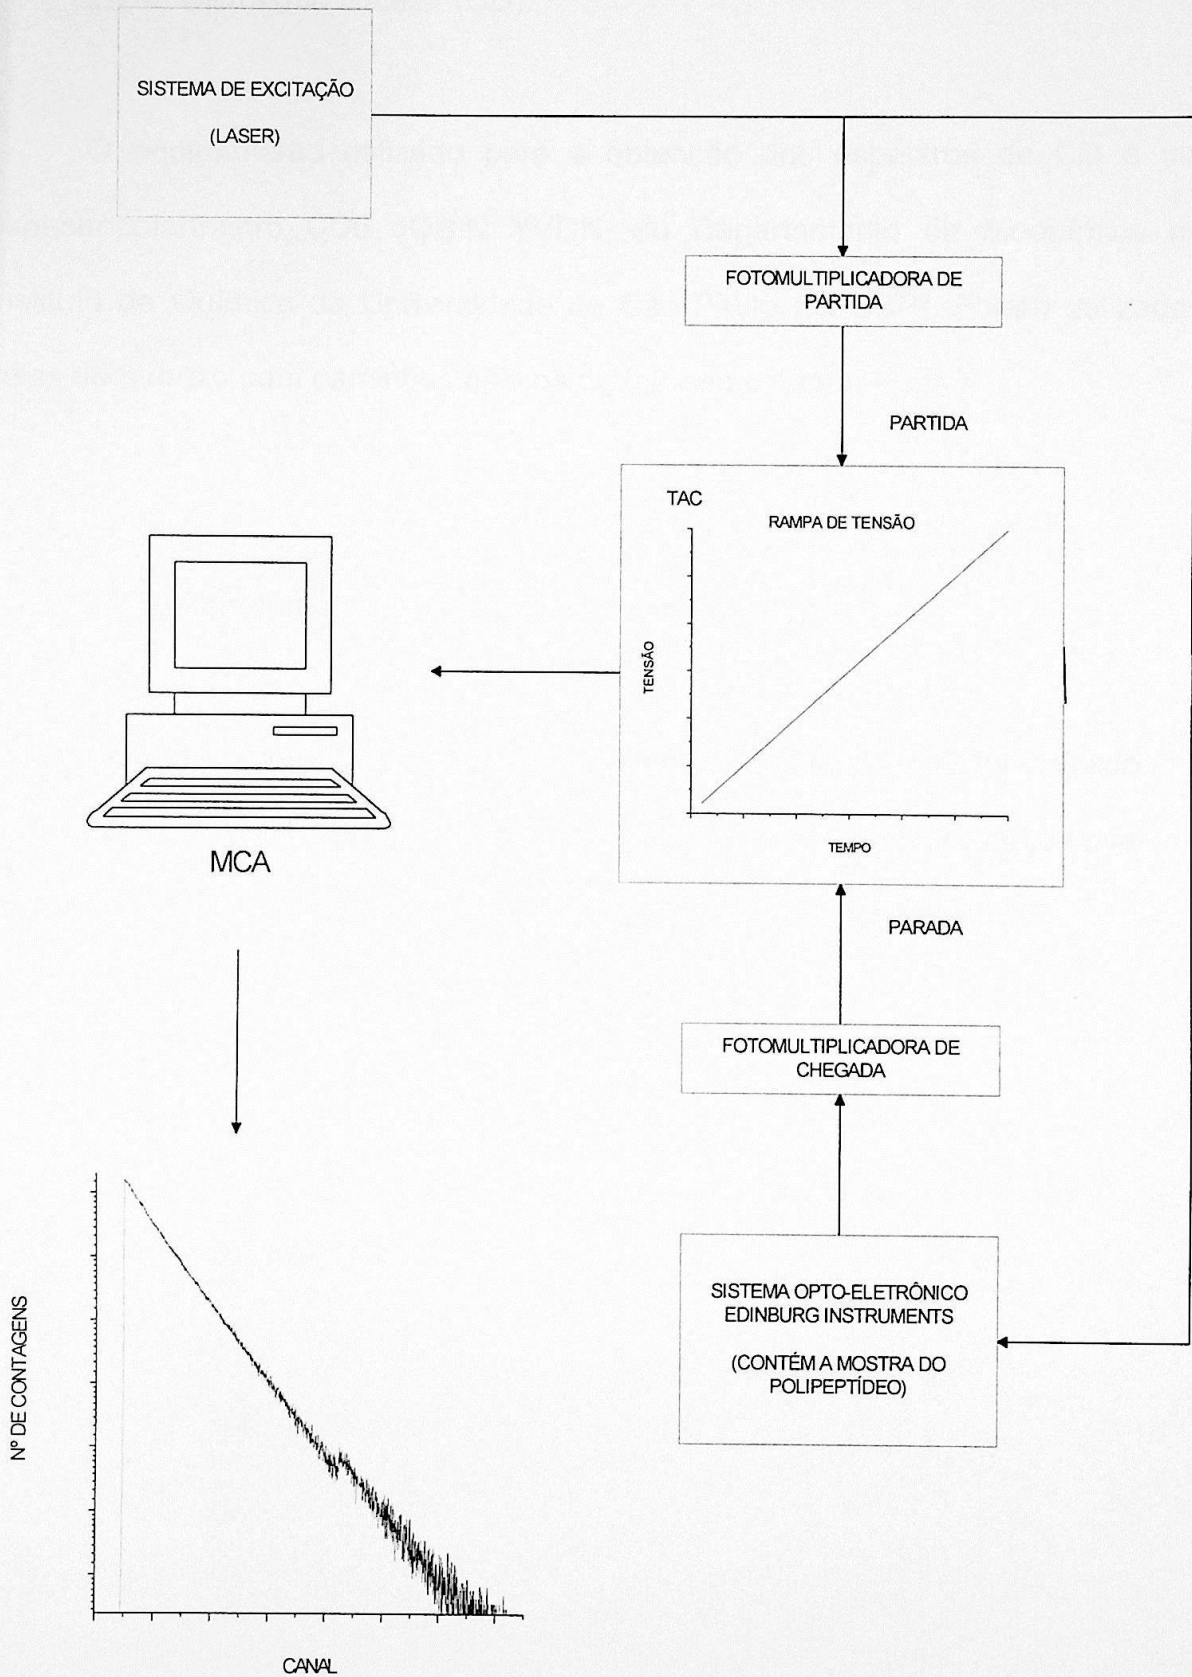 SISTEMA DE EXCITAÇÃO
(LASER)
FOTOMULTIPLICADORA DE
PARTIDA
PARTIDA
TAC
RAMPA DE TENSÃO
TENSÃO
TEMPO
MCA
PARADA
FOTOMULTIPLICADORA DE
CHEGADA
SISTEMA OPTO-ELETRÔNICO
EDINBURG INSTRUMENTS
(CONTÉM A MOSTRA DO
POLIPEPTÍDEO)
Nº DE CONTAGENS
CANAL